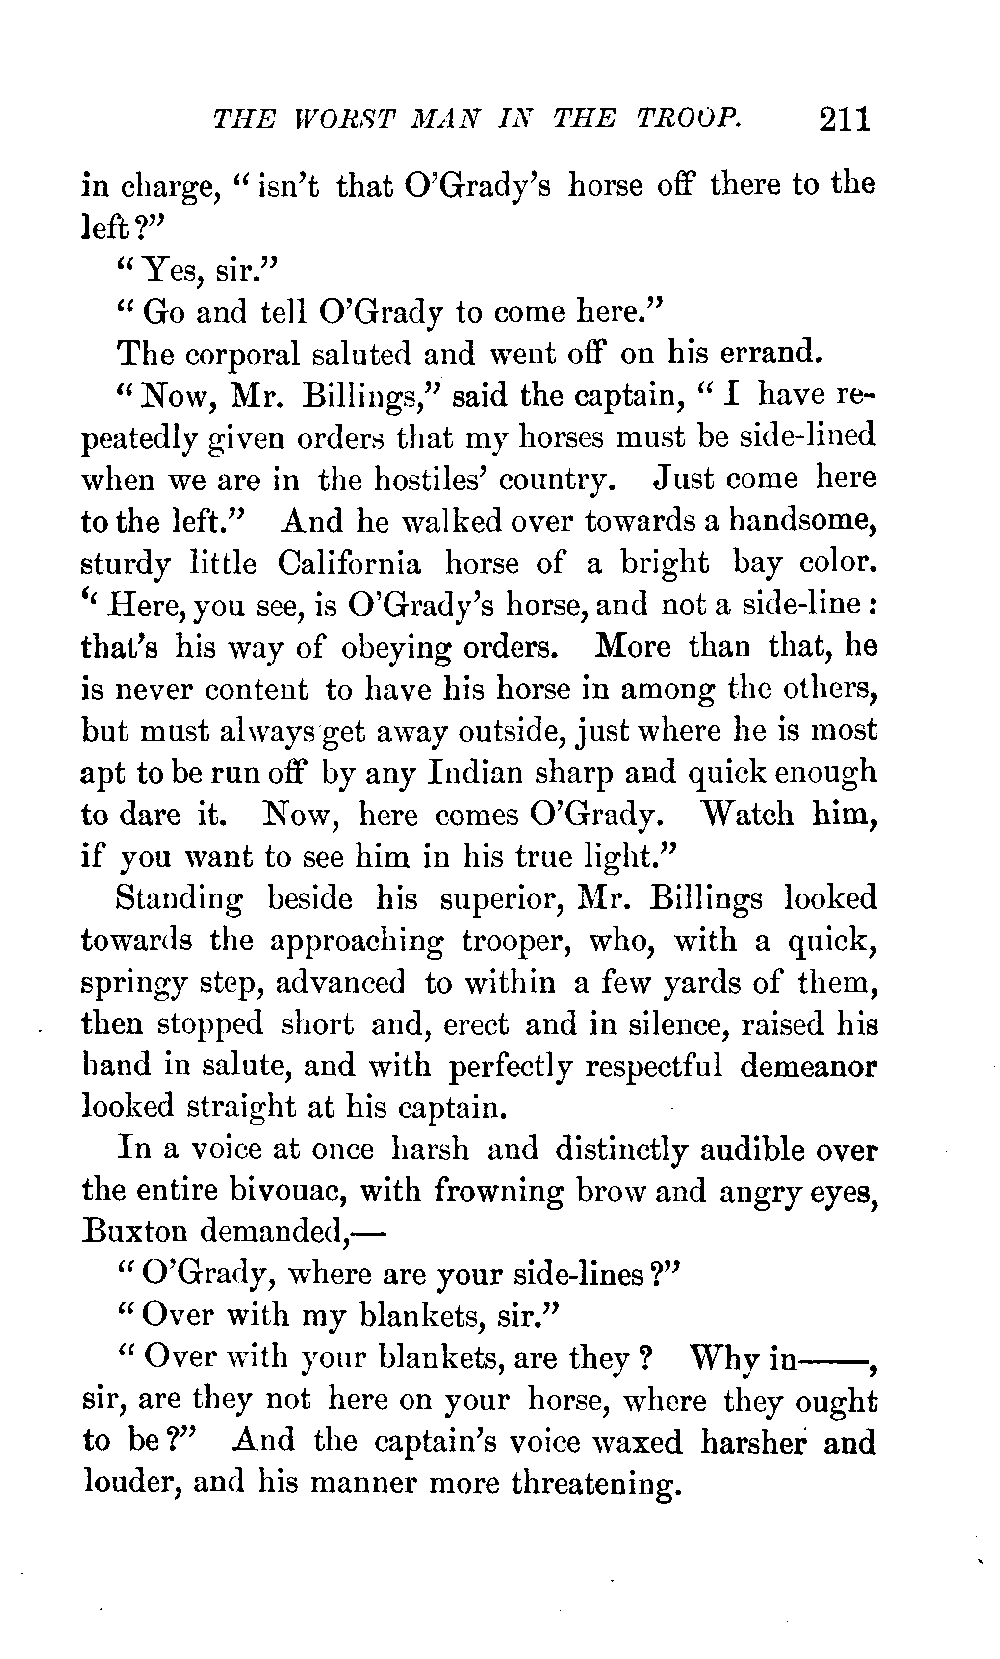 THE WORST MAN IN THE TROOP. 211
in charge, “isn’t that O’Grady’s horse off there to the
left?”
“Yes, sir.”
“Go and tell O’Grady to come here.”
The corporal saluted and went off on his errand.
“Now, Mr. Billings,” said the captain, “I have re-
peatedly given orders that my horses must be side-lined
when we are in the hostiles’ country. Just come here
to the left.” And he walked over towards a handsome,
sturdy little California horse of a bright bay color.
“Here, you see, is O’Grady’s horse, and not a side-line:
that’s his way of obeying orders. More than that, he
is never content to have his horse in among the others,
but must always get away outside, just where he is most
apt to be run off by any Indian sharp and quick enough
to dare it. Now, here comes O’Grady. Watch him,
if you want to see him in his true light.”
Standing beside his superior, Mr. Billings looked
towards the approaching trooper, who, with a quick,
springy step, advanced to within a few yards of them,
then stopped short and, erect and in silence, raised his
hand in salute, and with perfectly respectful demeanor
looked straight at his captain.
In a voice at once harsh and distinctly audible over
the entire bivouac, with frowning brow and angry eyes,
Buxton demanded,—
“O’Grady, where are your side-lines?”
“Over with my blankets, sir.”
“Over with your blankets, are they? Why in——,
sir, are they not here on your horse, where they ought
to be?” And the captain’s voice waxed harsher and
louder, and his manner more threatening.